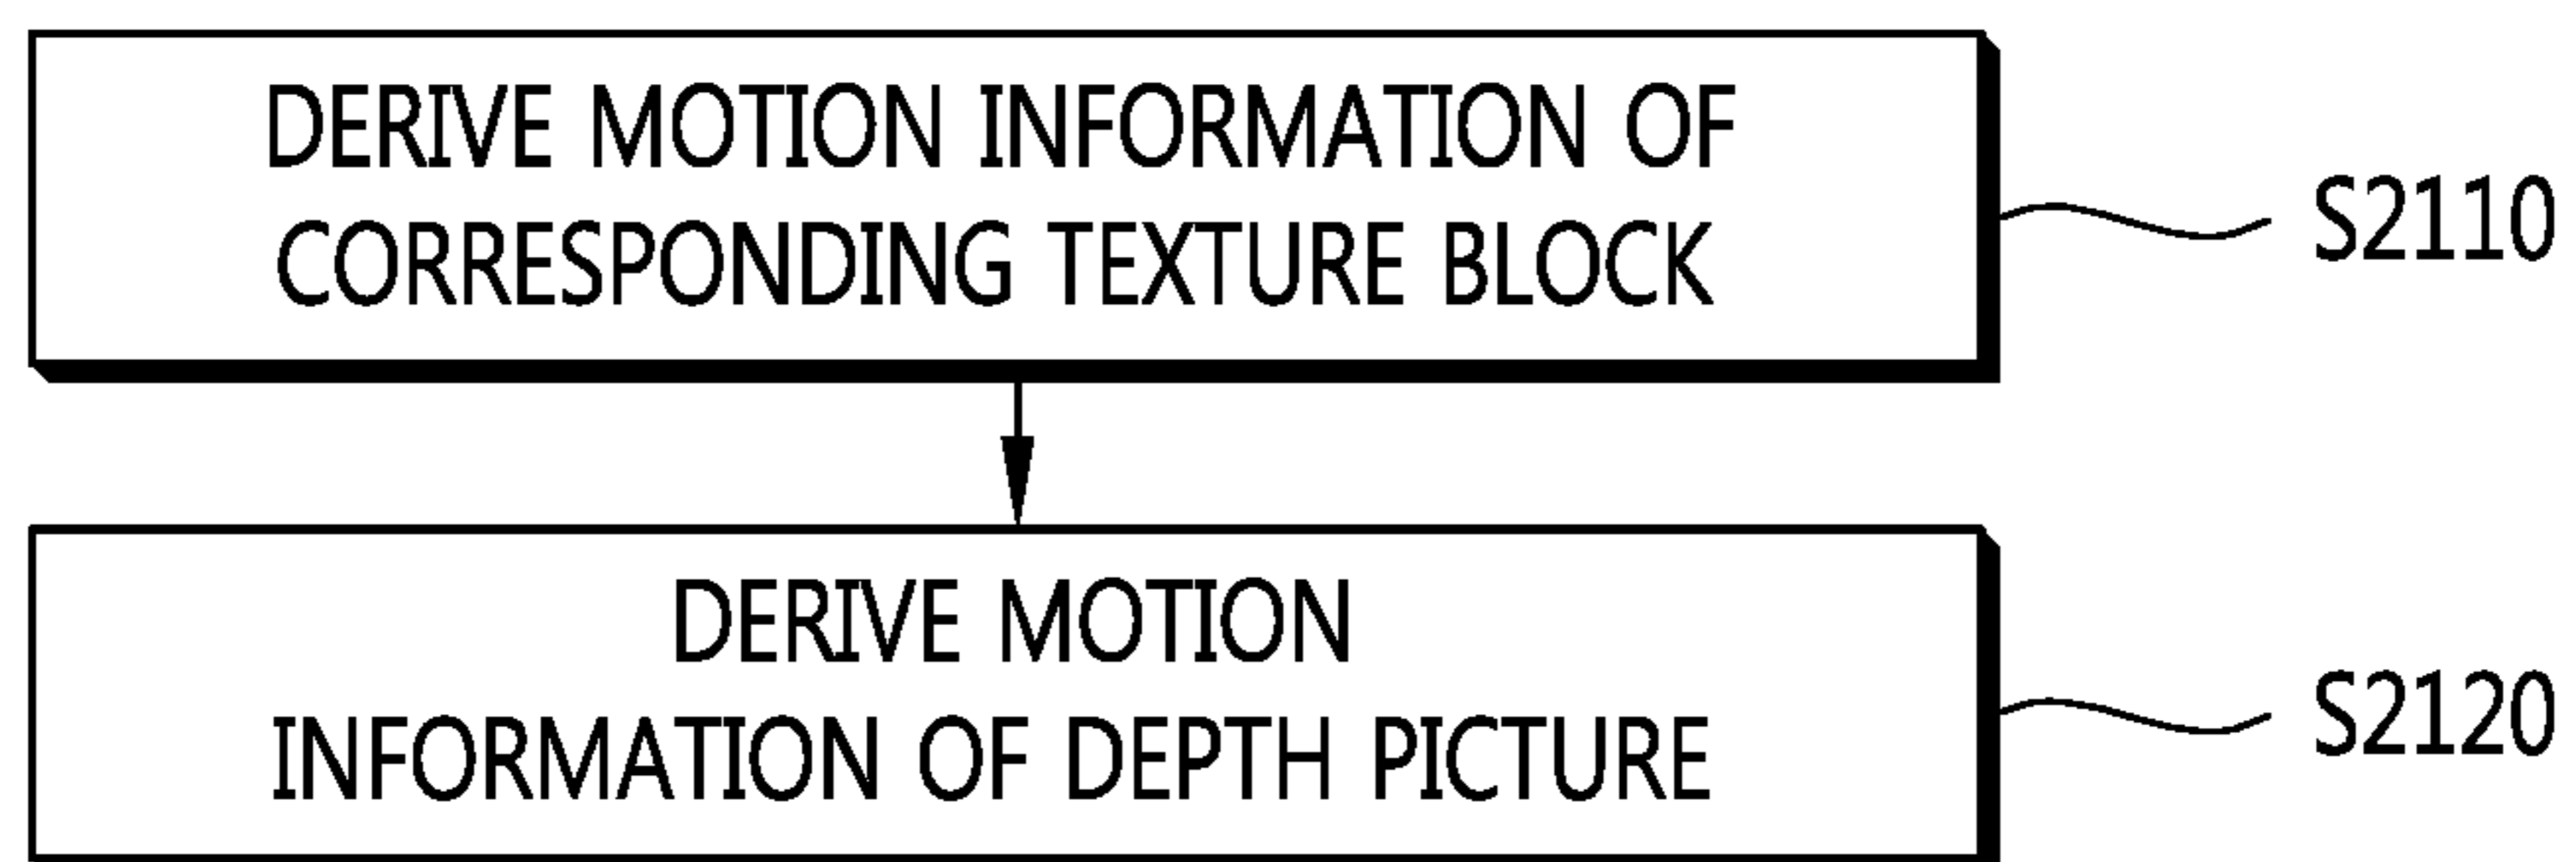 DERIVE MOTION INFORMATION OF
CORRESPONDING TEXTURE BLOCK
S2110
DERIVE MOTION
INFORMATION OF DEPTH PICTURE
S2120